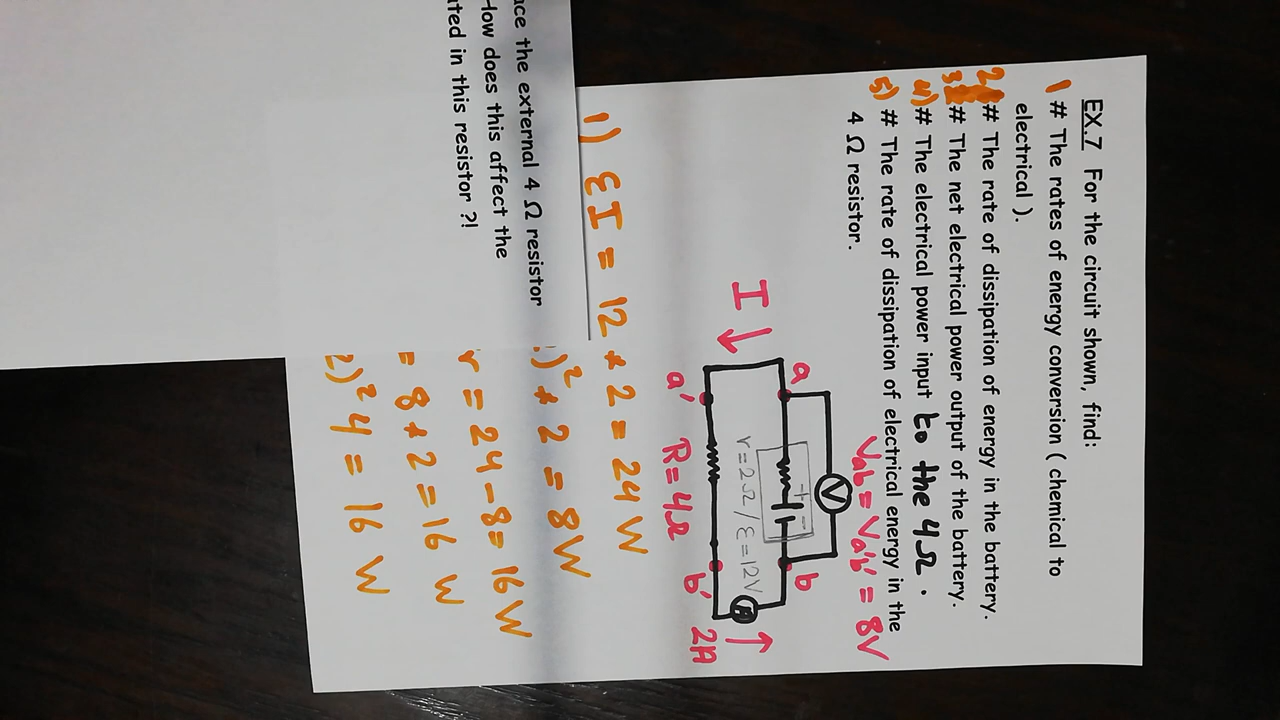 EX.7 For the circuit shown, find:
1 # The rates of energy conversion ( chemical to
electrical ).
2 # The rate of dissipation of energy in the battery.
3 # The net electrical power output of the battery.
4) # The electrical power input to the 4Ω.
5) # The rate of dissipation of electrical energy in the
4 Ω resistor.
Vab = Va'b' = 8V
V
a
b
+ -
r=2Ω / ε=12V
I
A
a'
R=4Ω
b'
2A
1) εI = 12 * 2 = 24 W
)² * 2 = 8W
r = 24 - 8 = 16 W
= 8 * 2 = 16 W
2)² 4 = 16 W
ace the external 4 Ω resistor
How does this affect the
ated in this resistor ?!